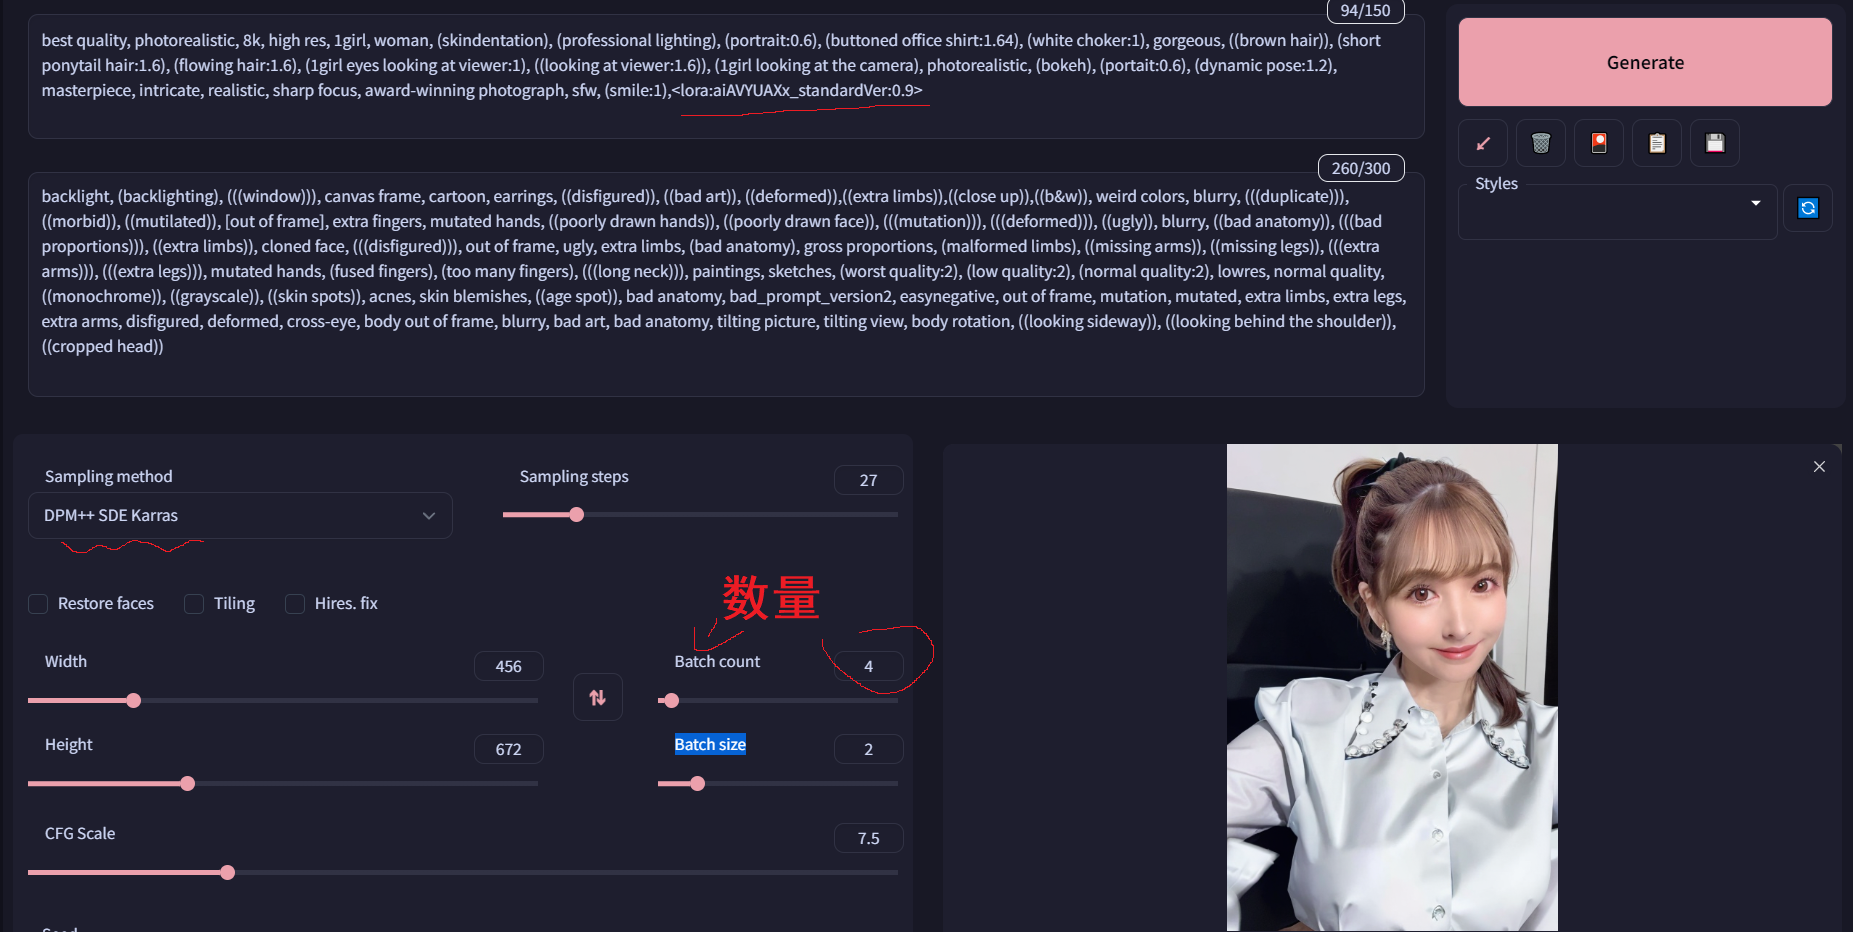 94/150
best quality, photorealistic, 8k, high res, 1girl, woman, (skindentation), (professional lighting), (portrait:0.6), (buttoned office shirt:1.64), (white choker:1), gorgeous, ((brown hair)), (short
ponytail hair:1.6), (flowing hair:1.6), (1girl eyes looking at viewer:1), ((looking at viewer:1.6)), (1girl looking at the camera), photorealistic, (bokeh), (portait:0.6), (dynamic pose:1.2),
masterpiece, intricate, realistic, sharp focus, award-winning photograph, sfw, (smile:1),<lora:aiAVYUAXx_standardVer:0.9>
Generate
260/300
backlight, (backlighting), (((window))), canvas frame, cartoon, earrings, ((disfigured)), ((bad art)), ((deformed)),((extra limbs)),((close up)),((b&w)), weird colors, blurry, (((duplicate))),
((morbid)), ((mutilated)), [out of frame], extra fingers, mutated hands, ((poorly drawn hands)), ((poorly drawn face)), (((mutation))), (((deformed))), ((ugly)), blurry, ((bad anatomy)), (((bad
proportions))), ((extra limbs)), cloned face, (((disfigured))), out of frame, ugly, extra limbs, (bad anatomy), gross proportions, (malformed limbs), ((missing arms)), ((missing legs)), (((extra
arms))), (((extra legs))), mutated hands, (fused fingers), (too many fingers), (((long neck))), paintings, sketches, (worst quality:2), (low quality:2), (normal quality:2), lowres, normal quality,
((monochrome)), ((grayscale)), ((skin spots)), acnes, skin blemishes, ((age spot)), bad anatomy, bad_prompt_version2, easynegative, out of frame, mutation, mutated, extra limbs, extra legs,
extra arms, disfigured, deformed, cross-eye, body out of frame, blurry, bad art, bad anatomy, tilting picture, tilting view, body rotation, ((looking sideway)), ((looking behind the shoulder)),
((cropped head))
Styles
Sampling method
DPM++ SDE Karras
Sampling steps
27
Restore faces
Tiling
Hires. fix
数量
Width
456
Batch count
4
Height
672
Batch size
2
CFG Scale
7.5